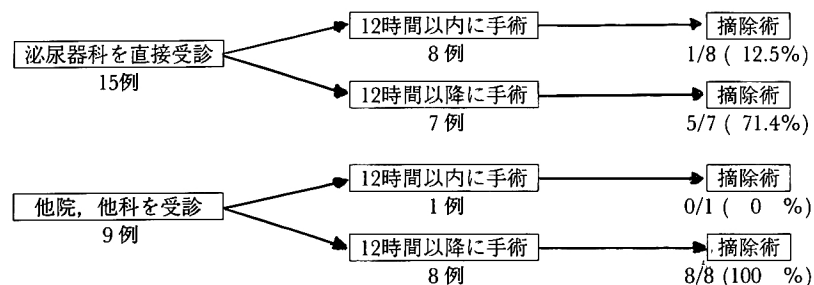 12時間以内に手術
摘除術
泌尿器科を直接受診
8例
1/8 ( 12.5%)
15例
12時間以降に手術
摘除術
7例
5/7 ( 71.4%)
12時間以内に手術
摘除術
他院，他科を受診
1例
0/1 ( 0 %)
9例
12時間以降に手術
摘除術
8例
8/8 (100 %)